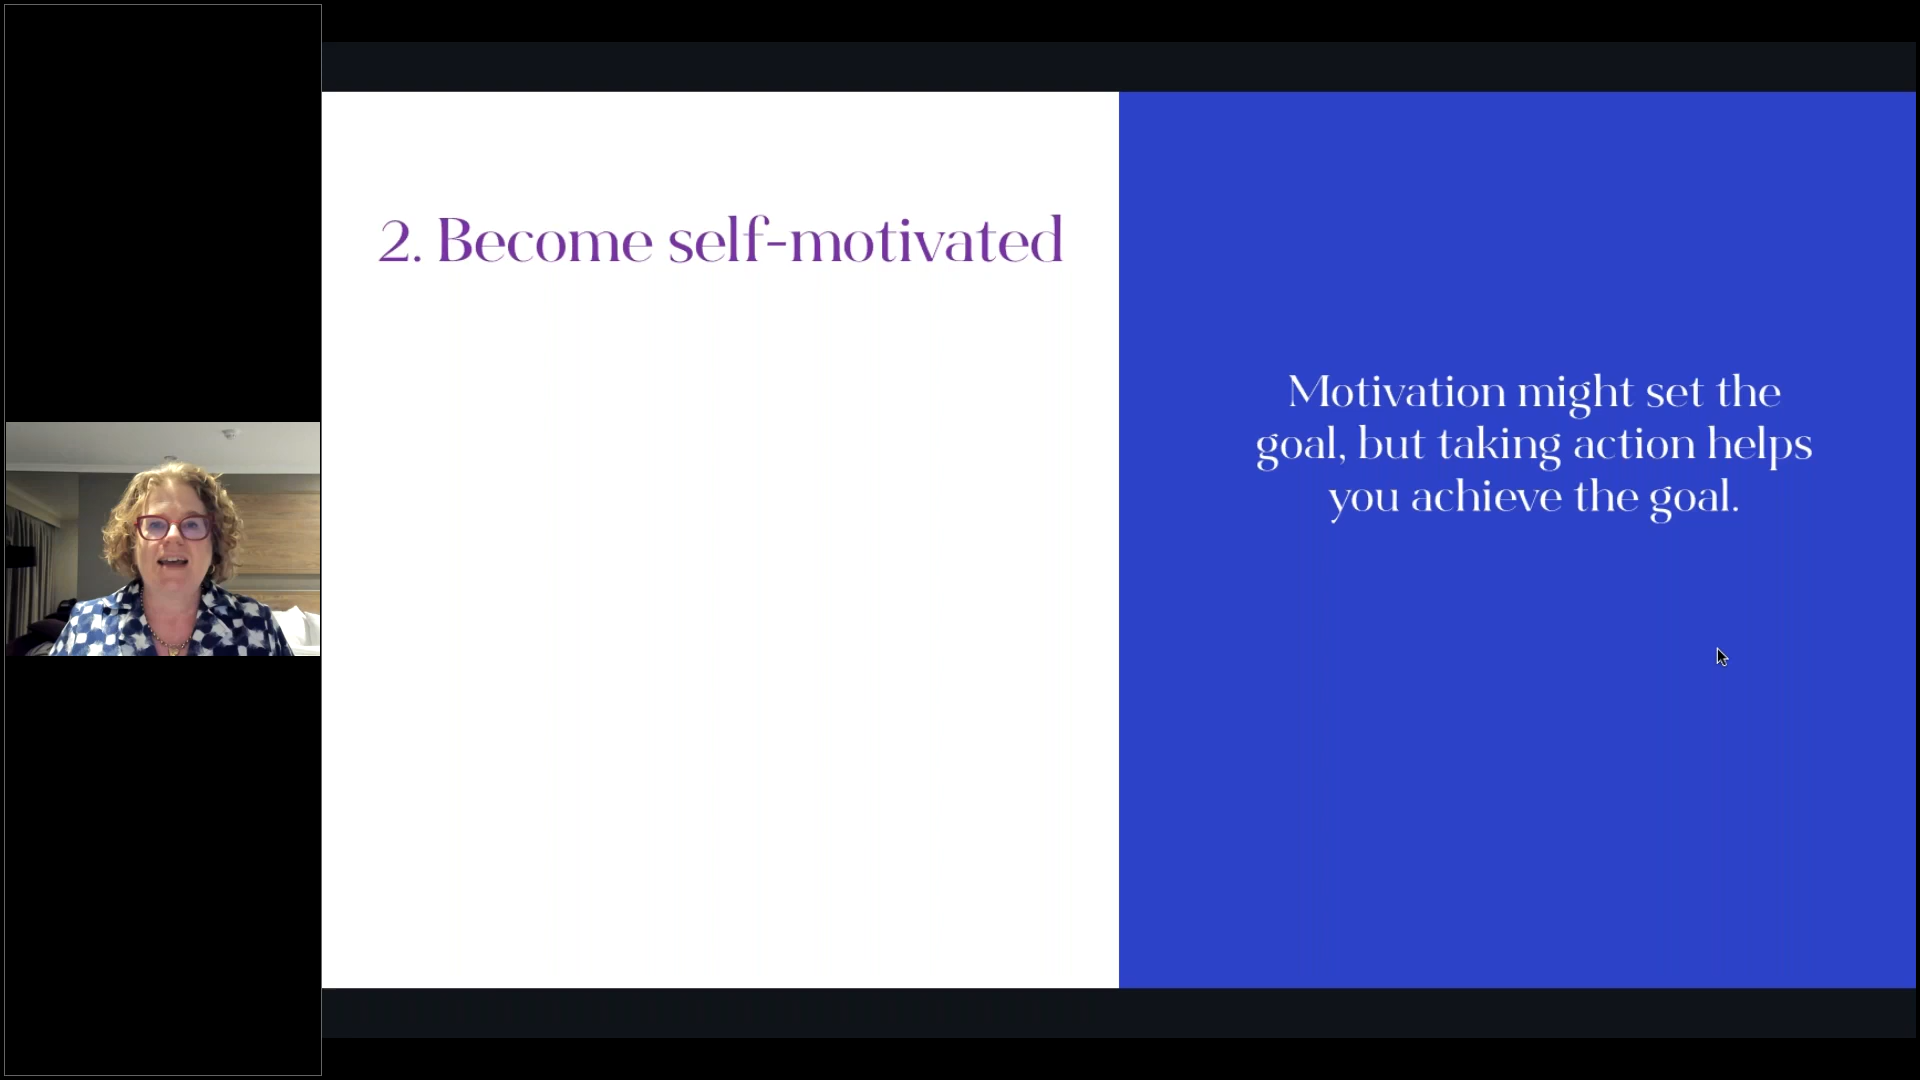 2. Become self-motivated
Motivation might set the
goal, but taking action helps
you achieve the goal.